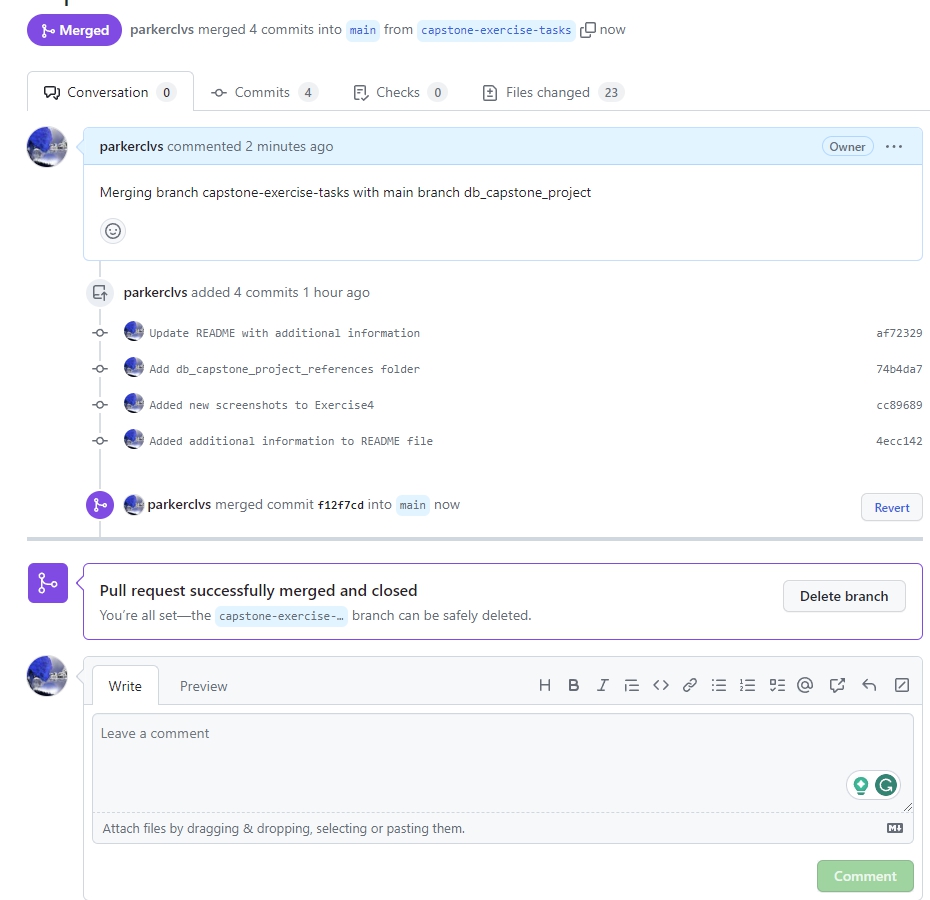 Merged parkerclvs merged 4 commits into main from capstone-exercise-tasks now
Conversation 0 Commits 4 Checks 0 Files changed 23
parkerclvs commented 2 minutes ago Owner
Merging branch capstone-exercise-tasks with main branch db_capstone_project
parkerclvs added 4 commits 1 hour ago
Update README with additional information af72329
Add db_capstone_project_references folder 74b4da7
Added new screenshots to Exercise4 cc89689
Added additional information to README file 4ecc142
parkerclvs merged commit f12f7cd into main now Revert
Pull request successfully merged and closed
You’re all set—the capstone-exercise-… branch can be safely deleted. Delete branch
Write Preview
Leave a comment
Attach files by dragging & dropping, selecting or pasting them.
Comment